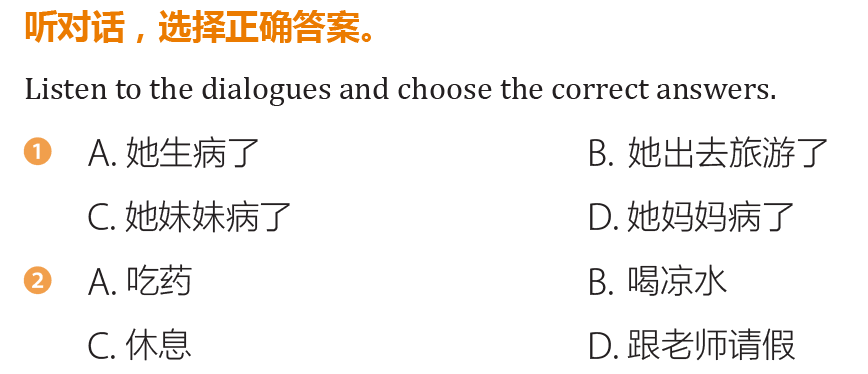 听对话，选择正确答案。
Listen to the dialogues and choose the correct answers.
1 A. 她生病了 B. 她出去旅游了
C. 她妹妹病了 D. 她妈妈病了
2 A. 吃药 B. 喝凉水
C. 休息 D. 跟老师请假